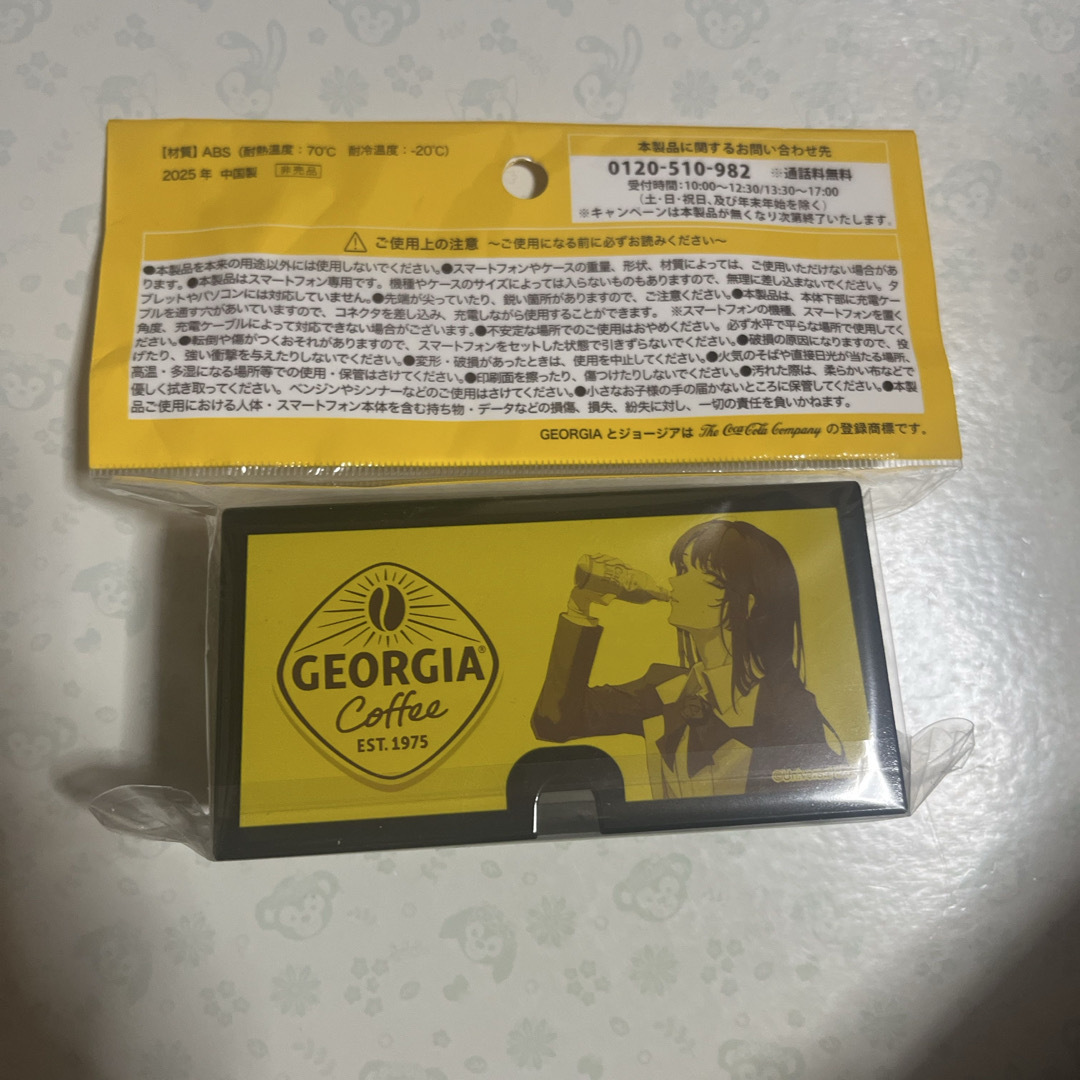 【材質】ABS(耐熱温度:70℃ 耐冷温度:-20℃)
2025年 中国製 非売品
本製品に関するお問い合わせ先
0120-510-982 ※通話料無料
受付時間:10:00~12:30/13:30~17:00
(土・日・祝日、及び年末年始を除く)
※キャンペーンは本製品が無くなり次第終了いたします。
ご使用上の注意 ~ご使用になる前に必ずお読みください~
●本製品を本来の用途以外には使用しないでください。●スマートフォンやケースの重量、形状、材質によっては、ご使用いただけない場合があ
ります。●本製品はスマートフォン専用です。機種やケースのサイズによっては入らないものもありますので、無理に差し込まないでください。タ
ブレットやパソコンには対応していません。●先端が尖っていたり、鋭い箇所がありますので、ご注意ください。●本製品は、本体下部に充電ケー
ブルを通す穴があいていますので、コネクタを差し込み、充電しながら使用することができます。 ※スマートフォンの機種、スマートフォンを置く
角度、充電ケーブルによって対応できない場合がございます。●不安定な場所でのご使用はおやめください。必ず水平で平らな場所で使用してく
ださい。●転倒や傷がつくおそれがありますので、スマートフォンをセットした状態で引きずらないでください。●破損の原因になりますので、投
げたり、強い衝撃を与えたりしないでください。●変形・破損があったときは、使用を中止してください。●火気のそばや直接日光が当たる場所、
高温・多湿になる場所等での使用・保管はさけてください。●印刷面を擦ったり、傷つけたりしないでください。●汚れた際は、柔らかい布などで
優しく拭き取ってください。ベンジンやシンナーなどのご使用はさけてください。●小さなお子様の手の届かないところに保管してください。●本製
品ご使用における人体・スマートフォン本体を含む持ち物・データなどの損傷、損失、紛失に対し、一切の責任を負いかねます。
GEORGIAとジョージアは The Coca-Cola Company の登録商標です。
GEORGIA®
Coffee
EST. 1975